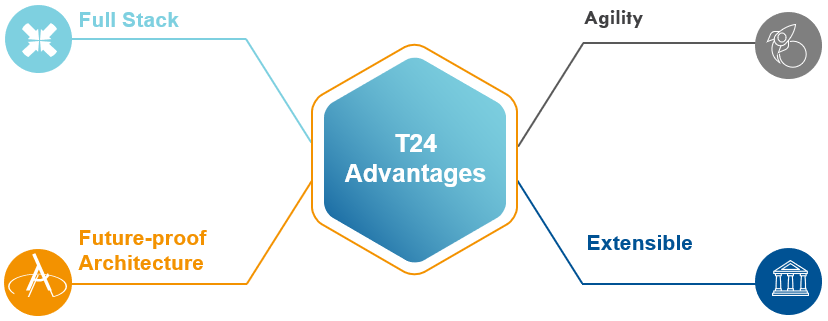 Full Stack
Agility
T24
Advantages
Future-proof
Architecture
Extensible